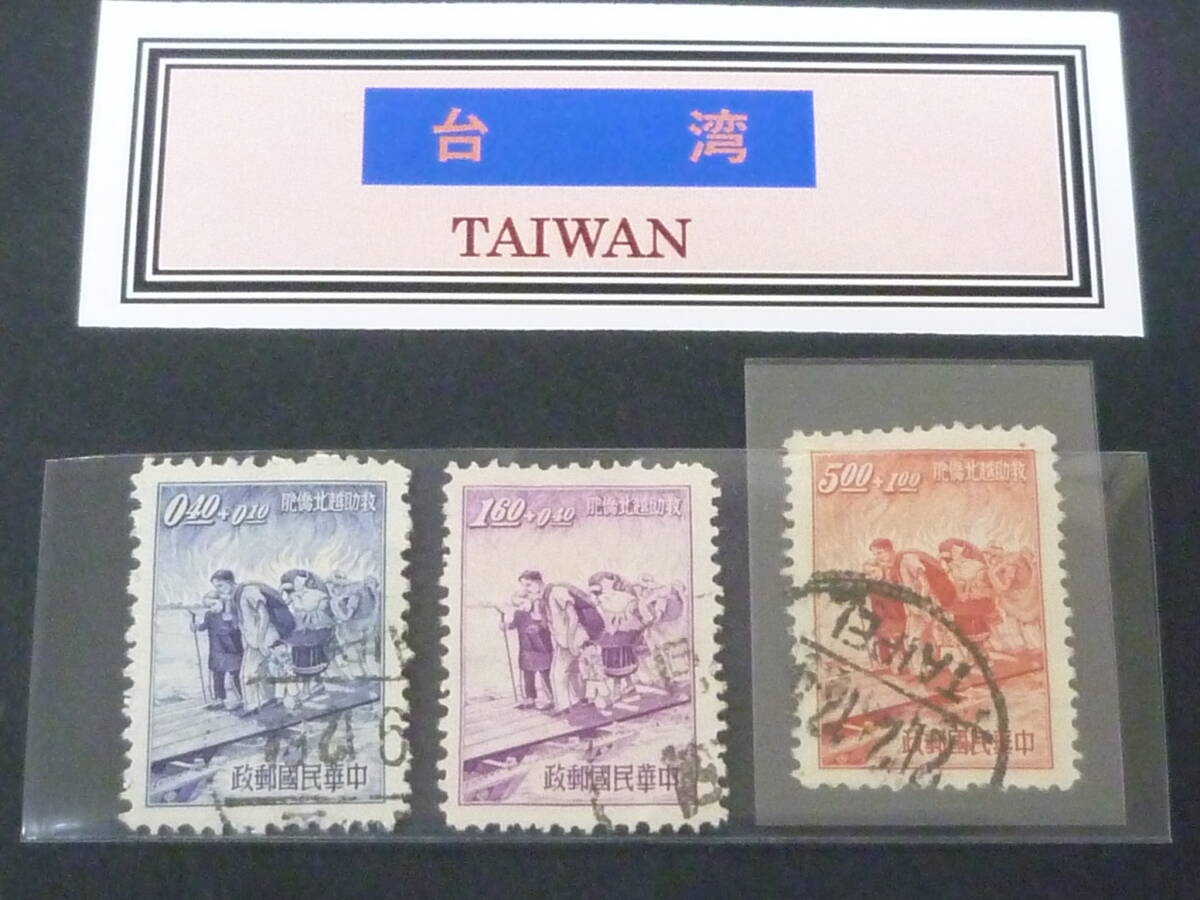 台 湾
TAIWAN
0.40+0.10 胞僑北越助救
政郵國民華中
1.60+0.40 胞僑北越助救
政郵國民華中
5.00+1.00 胞僑北越助救
政郵國民華中
TAIPEI